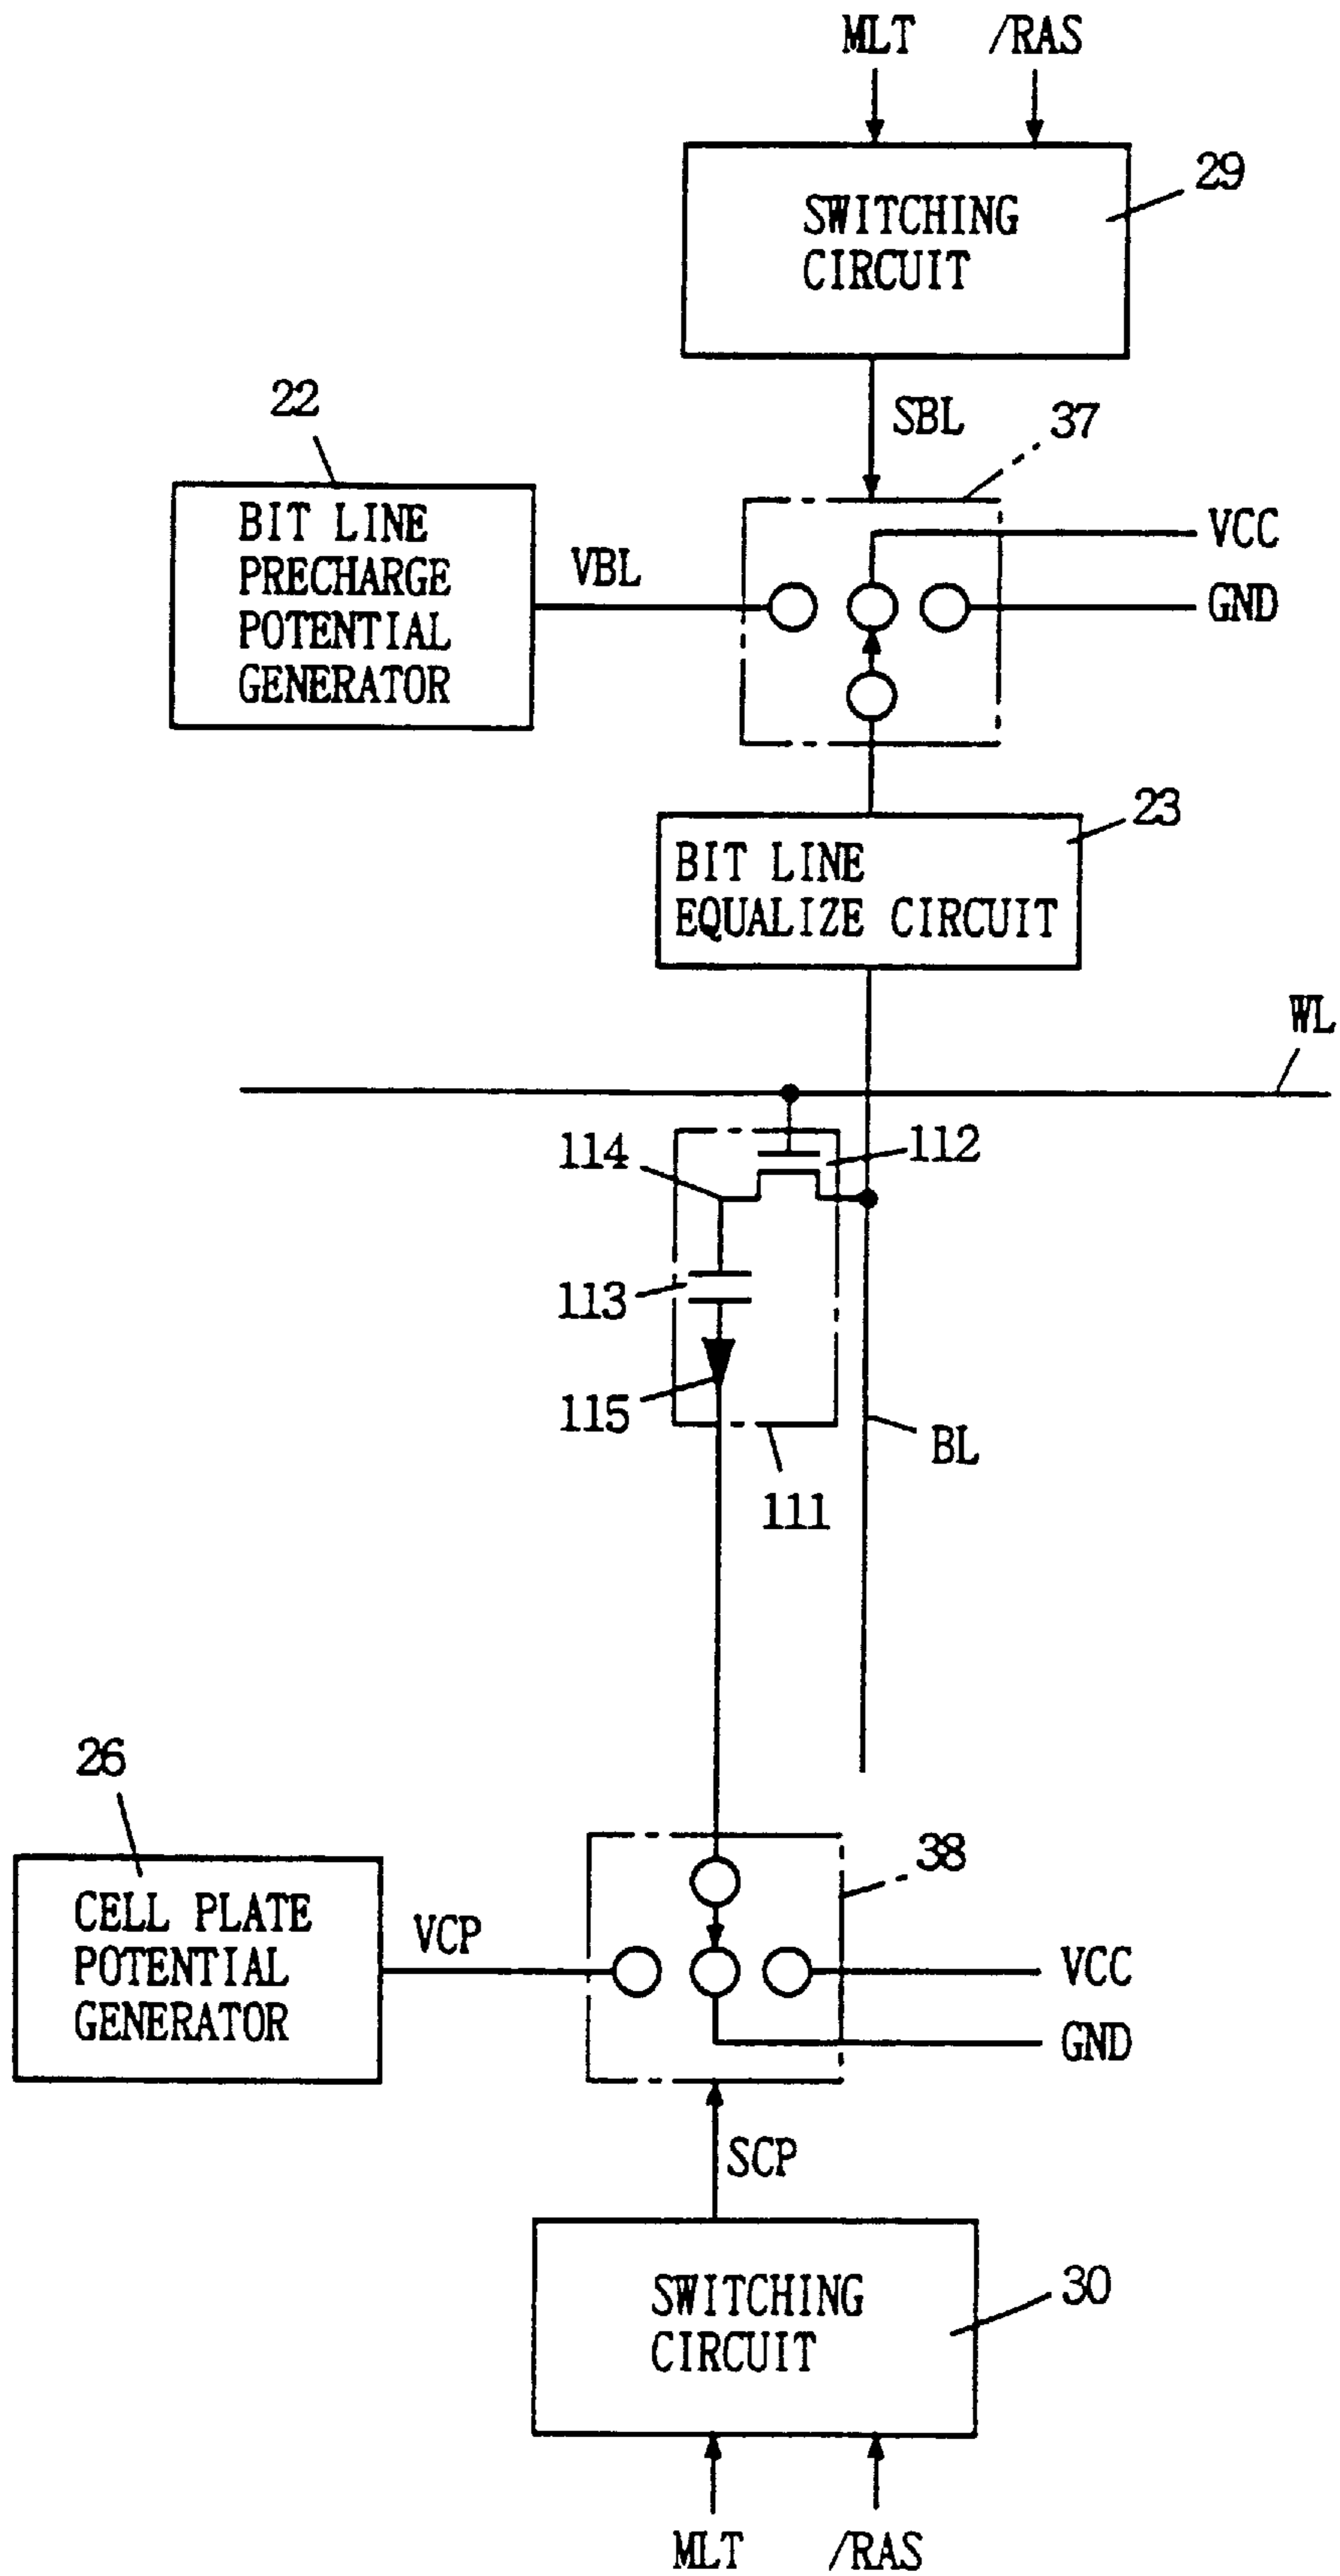 MLT /RAS
29
SWITCHING
CIRCUIT
22
SBL
37
BIT LINE
PRECHARGE
POTENTIAL
GENERATOR
VBL
VCC
GND
23
BIT LINE
EQUALIZE CIRCUIT
WL
114
112
113
115
BL
111
26
38
CELL PLATE
POTENTIAL
GENERATOR
VCP
VCC
GND
SCP
30
SWITCHING
CIRCUIT
MLT /RAS